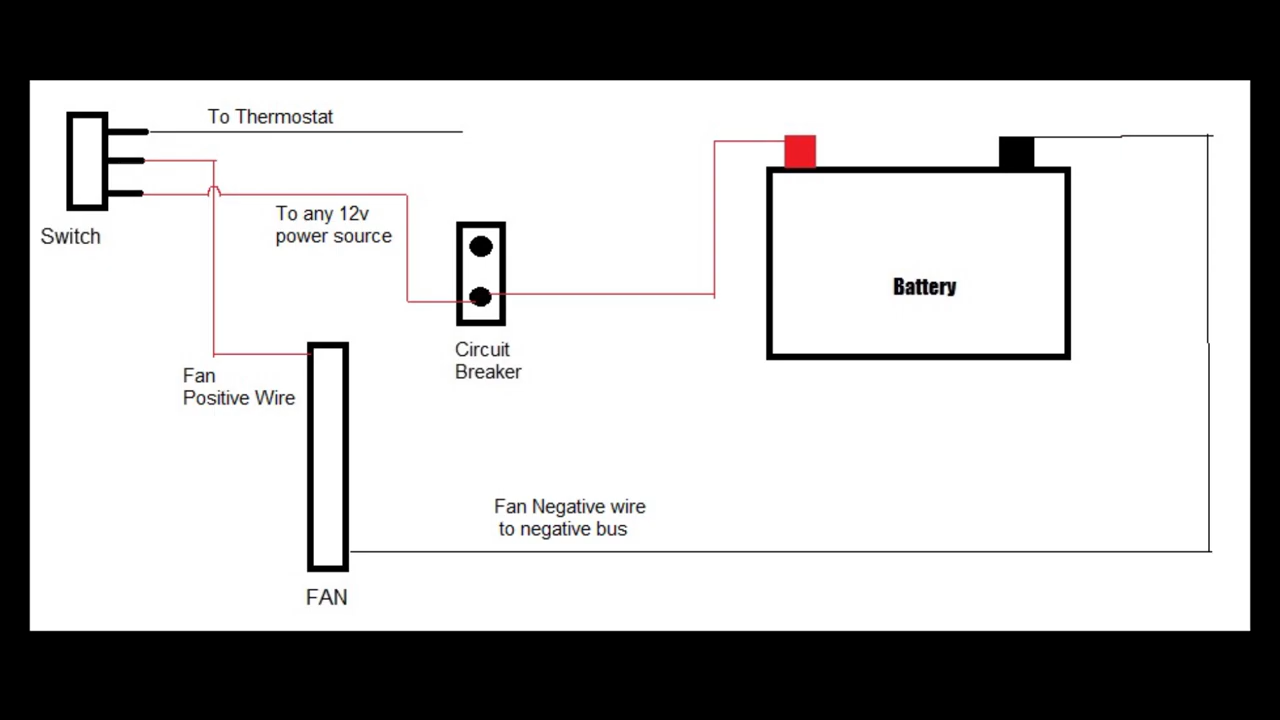 To Thermostat
Switch
To any 12v
power source
Battery
Circuit
Breaker
Fan
Positive Wire
Fan Negative wire
to negative bus
FAN